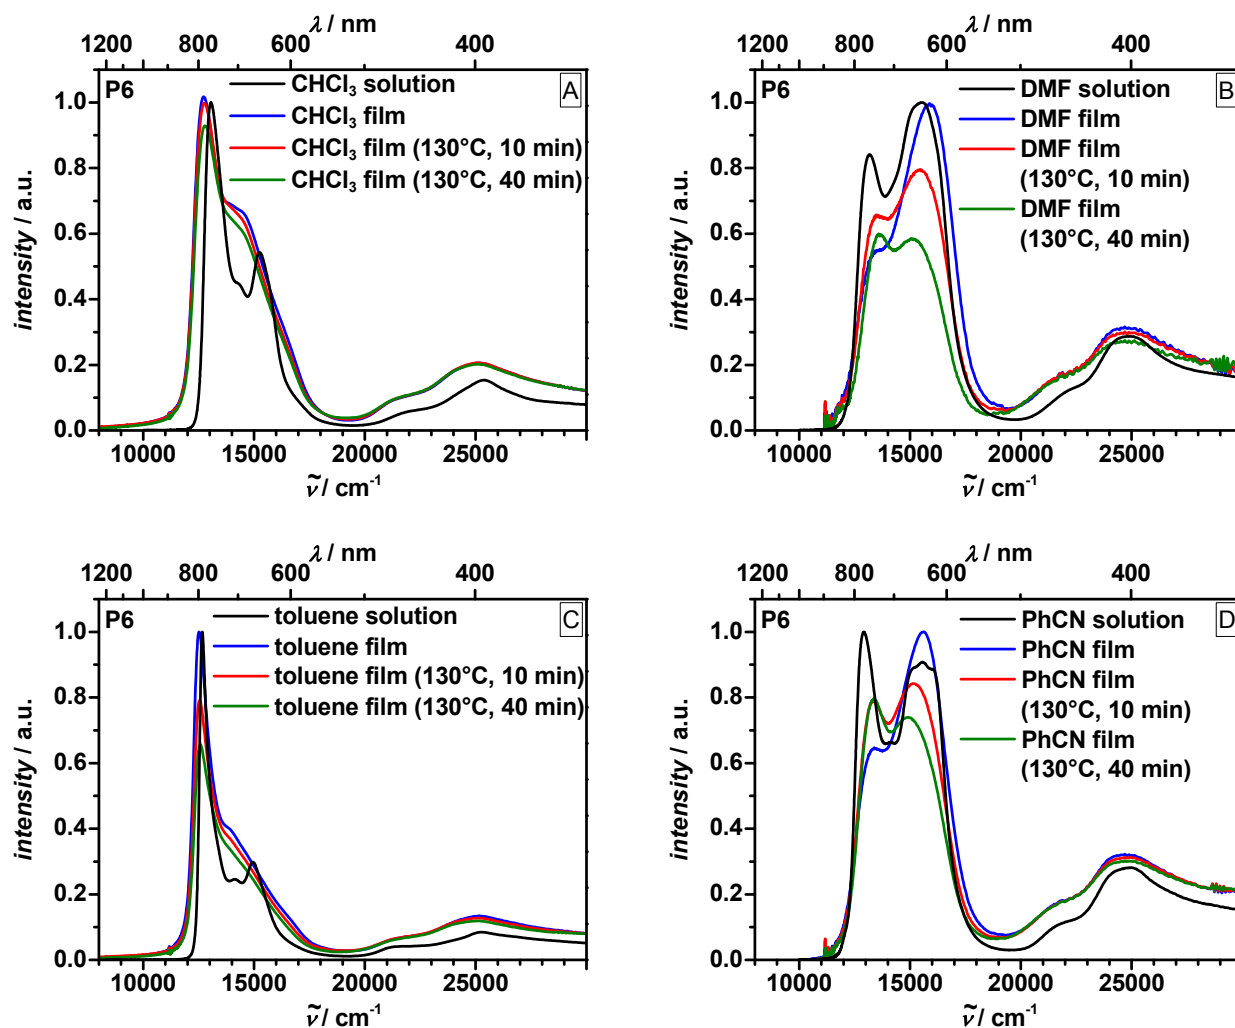 λ / nm
1200 1000 800 600 400
P6
A
CHCl₃ solution
CHCl₃ film
CHCl₃ film (130°C, 10 min)
CHCl₃ film (130°C, 40 min)
intensity / a.u.
1.0
0.8
0.6
0.4
0.2
0.0
10000 15000 20000 25000
ν̃ / cm⁻¹
λ / nm
1200 1000 800 600 400
P6
B
DMF solution
DMF film
DMF film
(130°C, 10 min)
DMF film
(130°C, 40 min)
intensity / a.u.
1.0
0.8
0.6
0.4
0.2
0.0
10000 15000 20000 25000
ν̃ / cm⁻¹
λ / nm
1200 1000 800 600 400
P6
C
toluene solution
toluene film
toluene film (130°C, 10 min)
toluene film (130°C, 40 min)
intensity / a.u.
1.0
0.8
0.6
0.4
0.2
0.0
10000 15000 20000 25000
ν̃ / cm⁻¹
λ / nm
1200 1000 800 600 400
P6
D
PhCN solution
PhCN film
PhCN film
(130°C, 10 min)
PhCN film
(130°C, 40 min)
intensity / a.u.
1.0
0.8
0.6
0.4
0.2
0.0
10000 15000 20000 25000
ν̃ / cm⁻¹